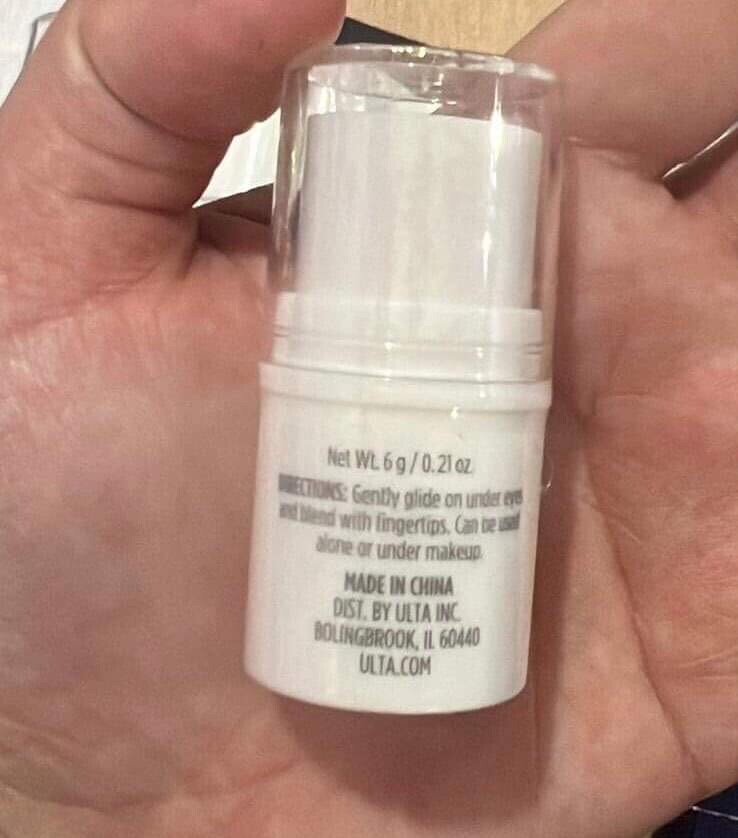 Net Wt. 6 g / 0.21 oz.
DIRECTIONS: Gently glide on under eyes
and blend with fingertips. Can be used
alone or under makeup.
MADE IN CHINA
DIST. BY ULTA INC.
BOLINGBROOK, IL 60440
ULTA.COM